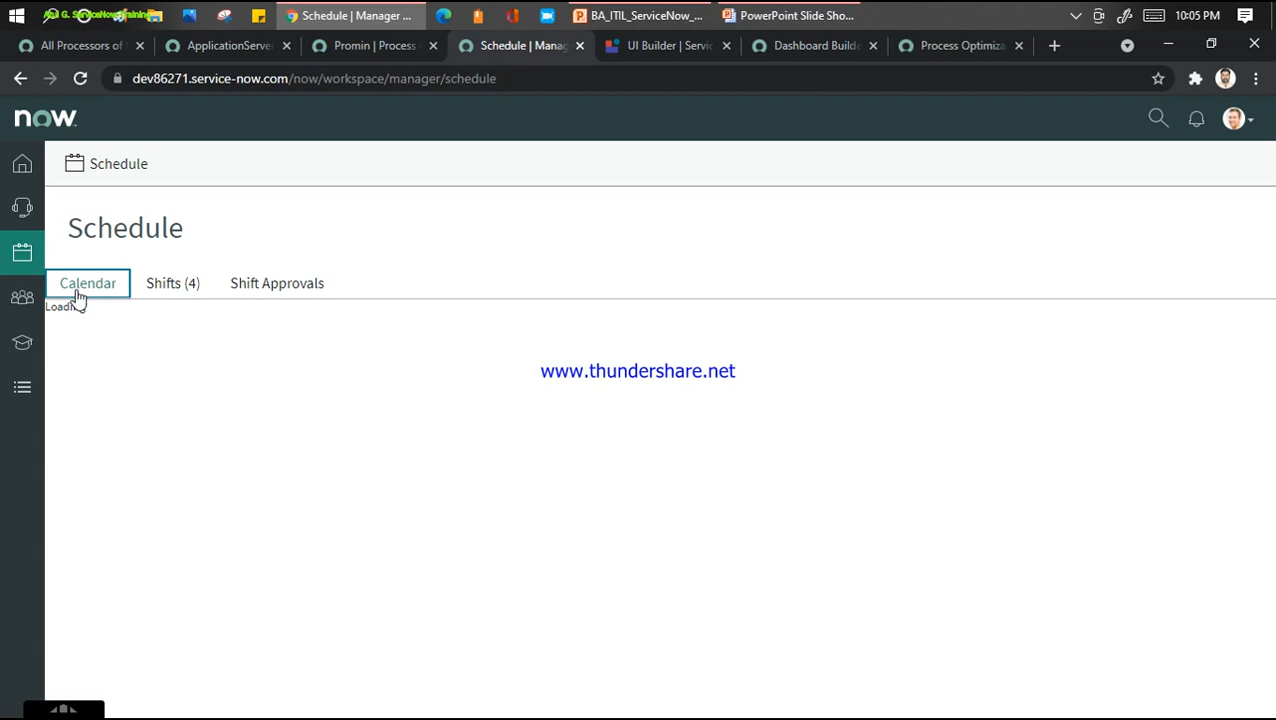 Schedule | Manager ...
BA_ITIL_ServiceNow_...
PowerPoint Slide Sho...
10:05 PM
All Processors of
ApplicationServer
Promin | Process
Schedule | Manag
UI Builder | Servic
Dashboard Builde
Process Optimiza
dev86271.service-now.com/now/workspace/manager/schedule
now
Schedule
Schedule
Calendar
Shifts (4)
Shift Approvals
www.thundershare.net